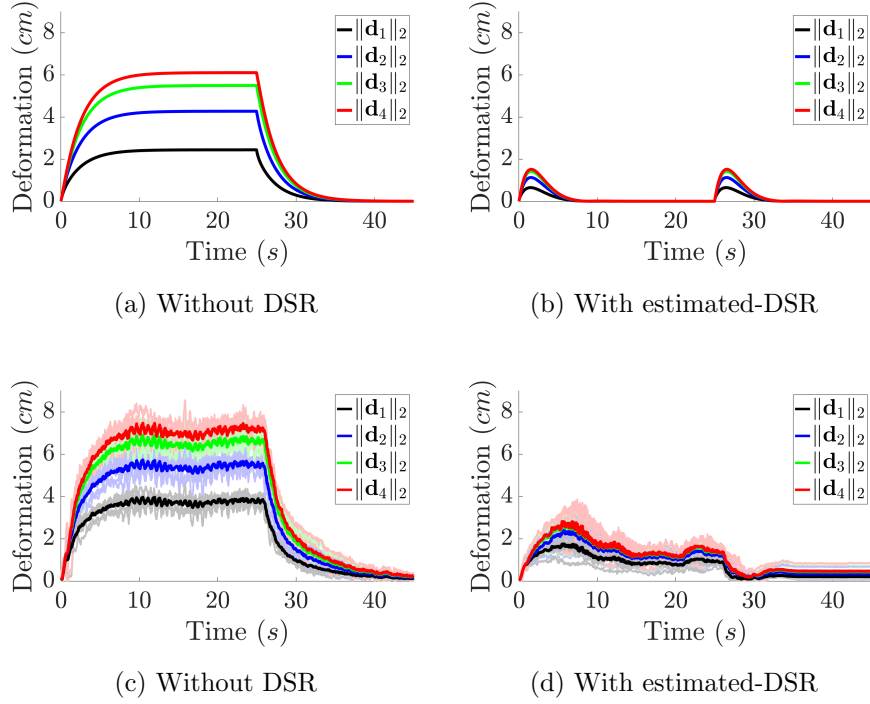 Deformation (cm)
8
6
4
2
0
0 10 20 30 40
Time (s)
‖d₁‖₂
‖d₂‖₂
‖d₃‖₂
‖d₄‖₂
(a) Without DSR
Deformation (cm)
8
6
4
2
0
0 10 20 30 40
Time (s)
‖d₁‖₂
‖d₂‖₂
‖d₃‖₂
‖d₄‖₂
(b) With estimated-DSR
Deformation (cm)
8
6
4
2
0
0 10 20 30 40
Time (s)
‖d₁‖₂
‖d₂‖₂
‖d₃‖₂
‖d₄‖₂
(c) Without DSR
Deformation (cm)
8
6
4
2
0
0 10 20 30 40
Time (s)
‖d₁‖₂
‖d₂‖₂
‖d₃‖₂
‖d₄‖₂
(d) With estimated-DSR